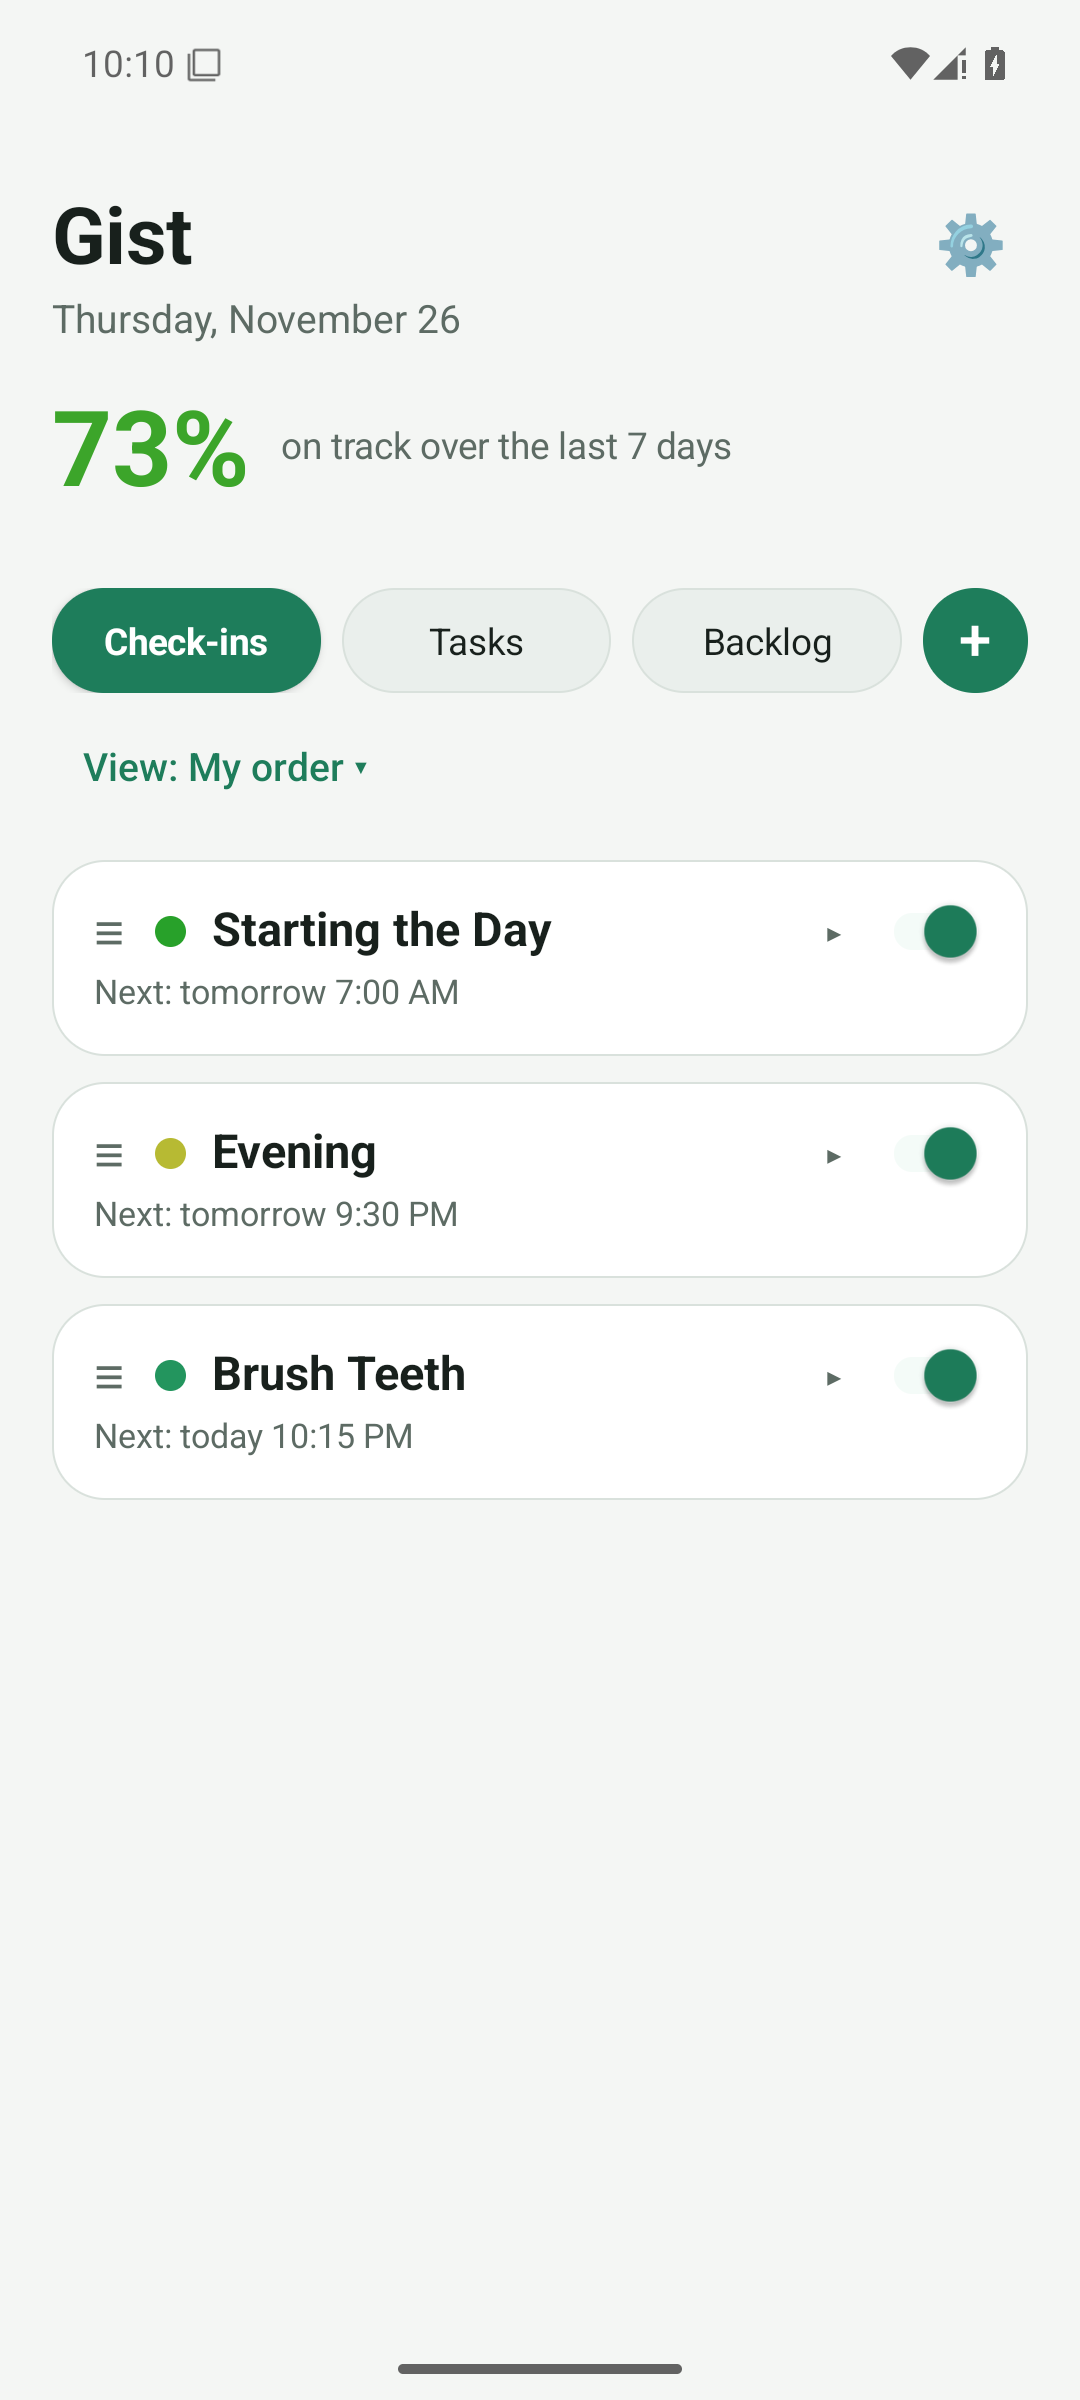 10:10
Gist
Thursday, November 26
73% on track over the last 7 days
Check-ins Tasks Backlog +
View: My order ▾
Starting the Day ▸
Next: tomorrow 7:00 AM
Evening ▸
Next: tomorrow 9:30 PM
Brush Teeth ▸
Next: today 10:15 PM